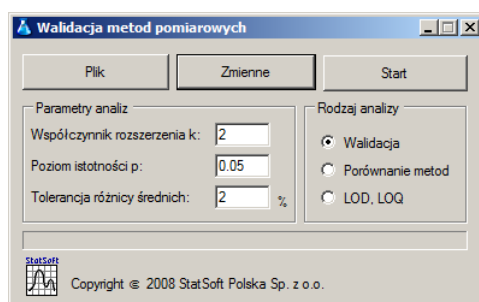 Walidacja metod pomiarowych
Plik
Zmienne
Start
Parametry analiz
Współczynnik rozszerzenia k: 2
Poziom istotności p: 0.05
Tolerancja różnicy średnich: 2 %
Rodzaj analizy
Walidacja
Porównanie metod
LOD, LOQ
StatSoft
Copyright © 2008 StatSoft Polska Sp. z o.o.